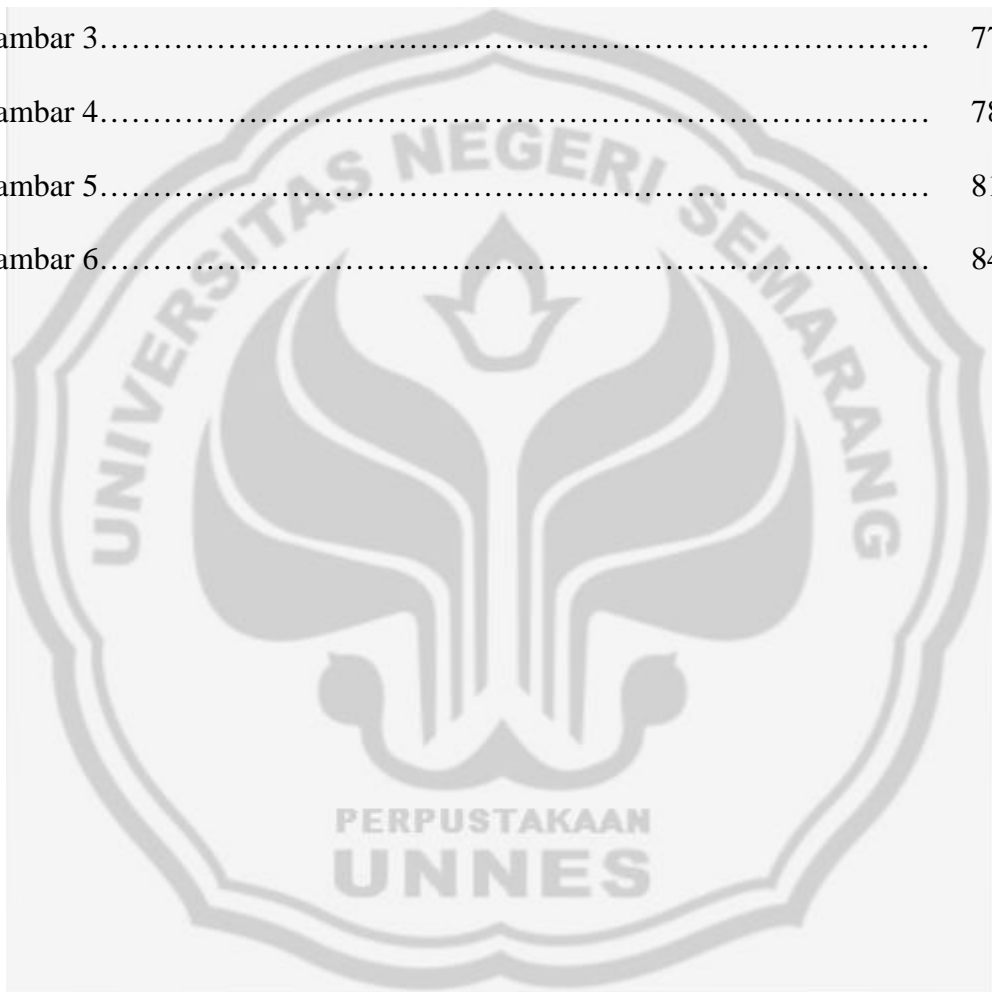 ambar 3………………………………………………………………… 77
ambar 4………………………………………………………………… 78
ambar 5………………………………………………………………… 81
ambar 6………………………………………………………………… 84
UNIVERSITAS NEGERI SEMARANG
PERPUSTAKAAN
UNNES